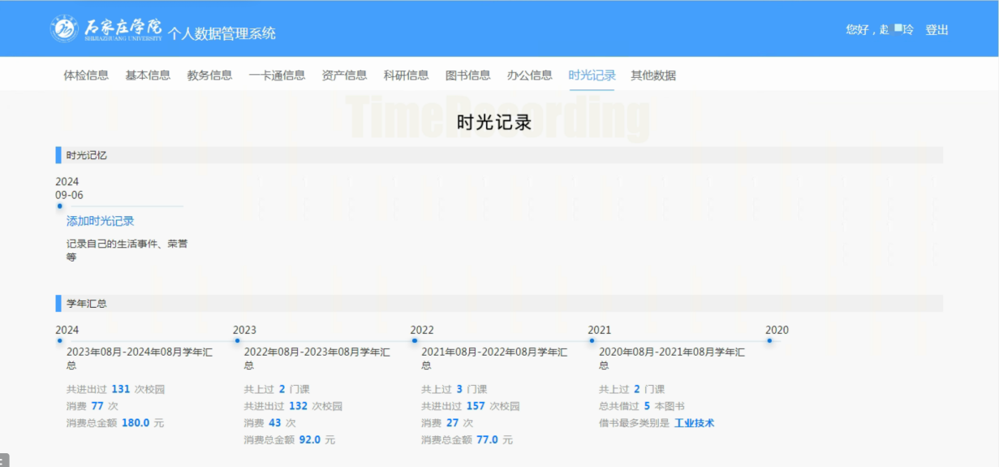 石家庄学院
SHIJIAZHUANG UNIVERSITY
个人数据管理系统
您好，赵 玲 登出
体检信息 基本信息 教务信息 一卡通信息 资产信息 科研信息 图书信息 办公信息 时光记录 其他数据
TimeRecording
时光记录
时光记忆
2024
09-06
添加时光记录
记录自己的生活事件、荣誉
等
学年汇总
2024 2023 2022 2021 2020
2023年08月-2024年08月学年汇
总
共进出过 131 次校园
消费 77 次
消费总金额 180.0 元
2022年08月-2023年08月学年汇
总
共上过 2 门课
共进出过 132 次校园
消费 43 次
消费总金额 92.0 元
2021年08月-2022年08月学年汇
总
共上过 3 门课
共进出过 157 次校园
消费 27 次
消费总金额 77.0 元
2020年08月-2021年08月学年汇
总
共上过 2 门课
总共借过 5 本图书
借书最多类别是 工业技术